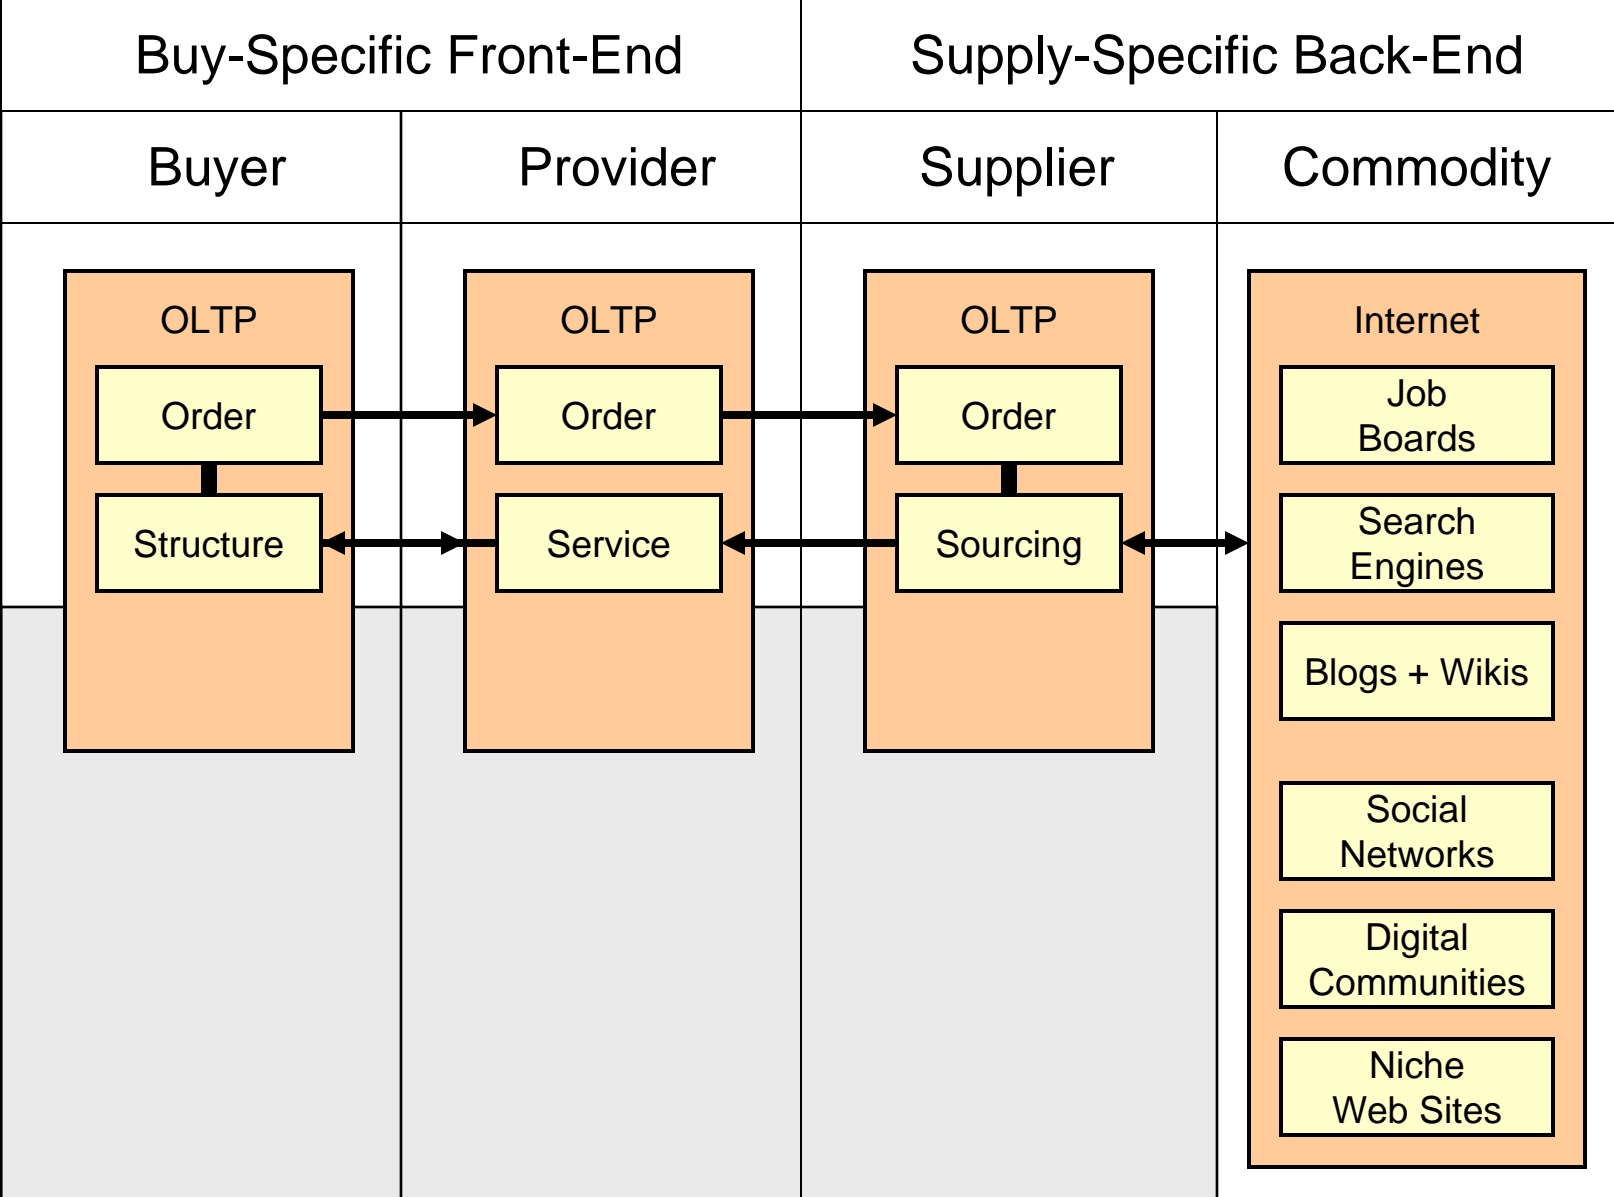 Buy-Specific Front-End
Supply-Specific Back-End
Buyer
Provider
Supplier
Commodity
OLTP
Order
Structure
OLTP
Order
Service
OLTP
Order
Sourcing
Internet
Job
Boards
Search
Engines
Blogs + Wikis
Social
Networks
Digital
Communities
Niche
Web Sites